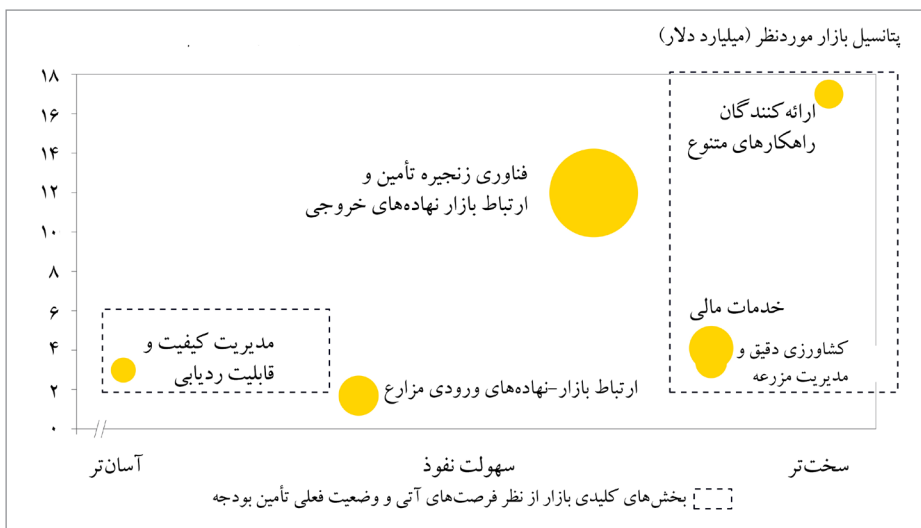 پتانسیل بازار موردنظر (میلیارد دلار)
۱۸
۱۶
۱۴
۱۲
۱۰
۸
۶
۴
۲
۰
ارائه‌کنندگان
راهکارهای متنوع
فناوری زنجیره تأمین و
ارتباط بازار نهاده‌های خروجی
خدمات مالی
کشاورزی دقیق و
مدیریت مزرعه
مدیریت کیفیت و
قابلیت ردیابی
ارتباط بازار-نهاده‌های ورودی مزارع
سخت‌تر
سهولت نفوذ
آسان‌تر
بخش‌های کلیدی بازار از نظر فرصت‌های آتی و وضعیت فعلی تأمین بودجه